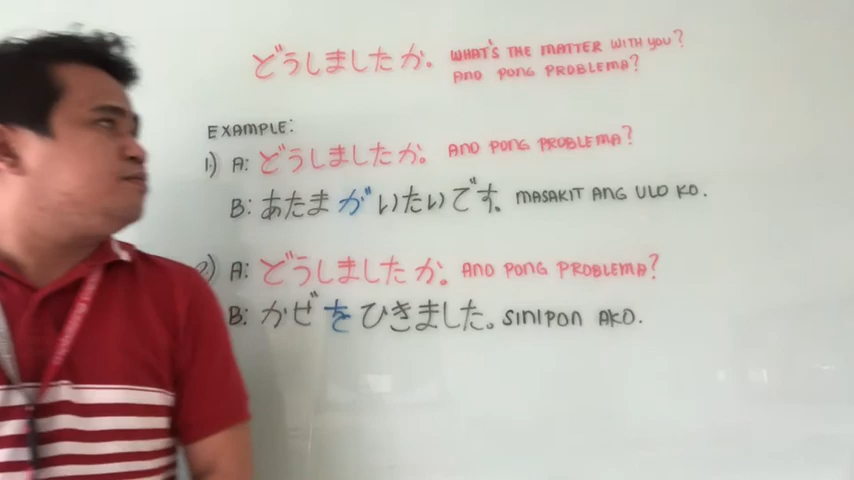 どうしましたか。 WHAT'S THE MATTER WITH YOU?
ANO PONG PROBLEMA?
EXAMPLE:
1) A: どうしましたか。 ANO PONG PROBLEMA?
B: あたまがいたいです。 MASAKIT ANG ULO KO.
2) A: どうしましたか。 ANO PONG PROBLEMA?
B: かぜをひきました。 SINIPON AKO.